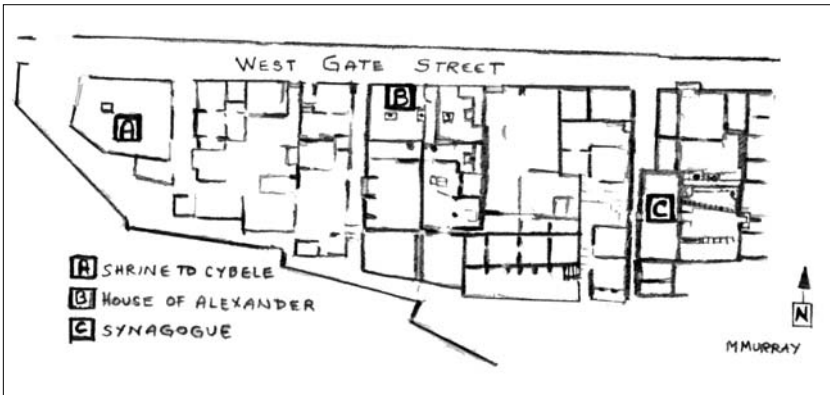 WEST GATE STREET
B
A
C
A SHRINE TO CYBELE
B HOUSE OF ALEXANDER
C SYNAGOGUE
N
MMURRAY